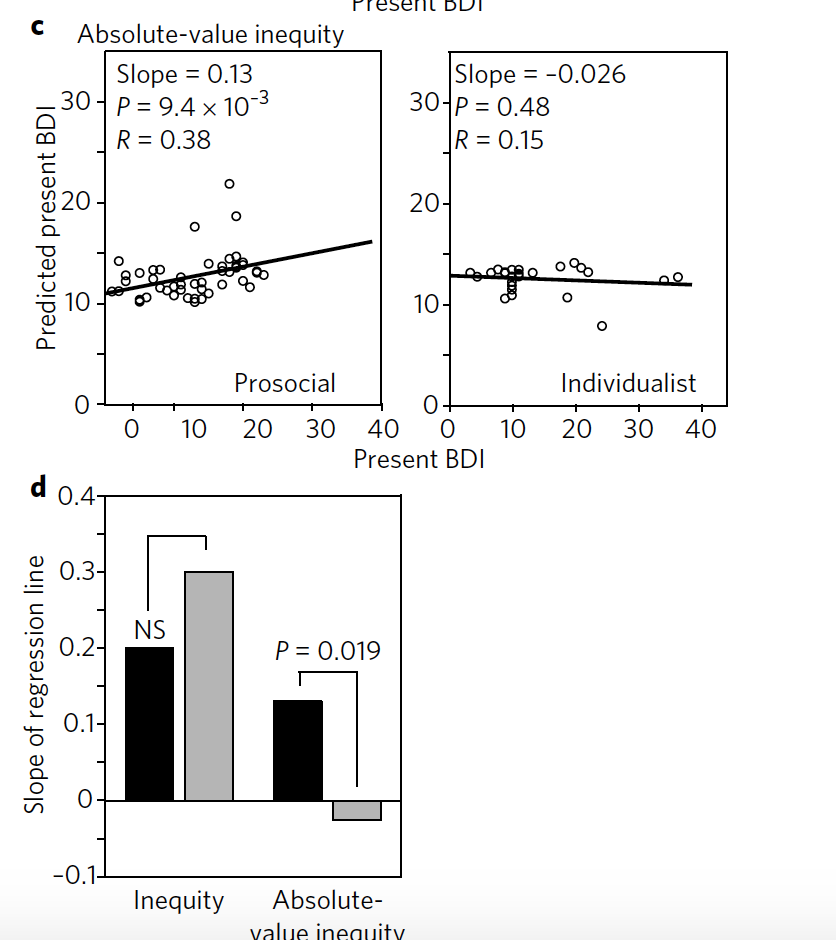 Present BDI
c
Absolute-value inequity
Slope = 0.13
P = 9.4 × 10⁻³
R = 0.38
Predicted present BDI
30
20
10
0
Prosocial
0 10 20 30 40
Slope = –0.026
P = 0.48
R = 0.15
30
20
10
0
Individualist
0 10 20 30 40
Present BDI
d
Slope of regression line
0.4
0.3
0.2
0.1
0
–0.1
NS
P = 0.019
Inequity
Absolute-
value inequity